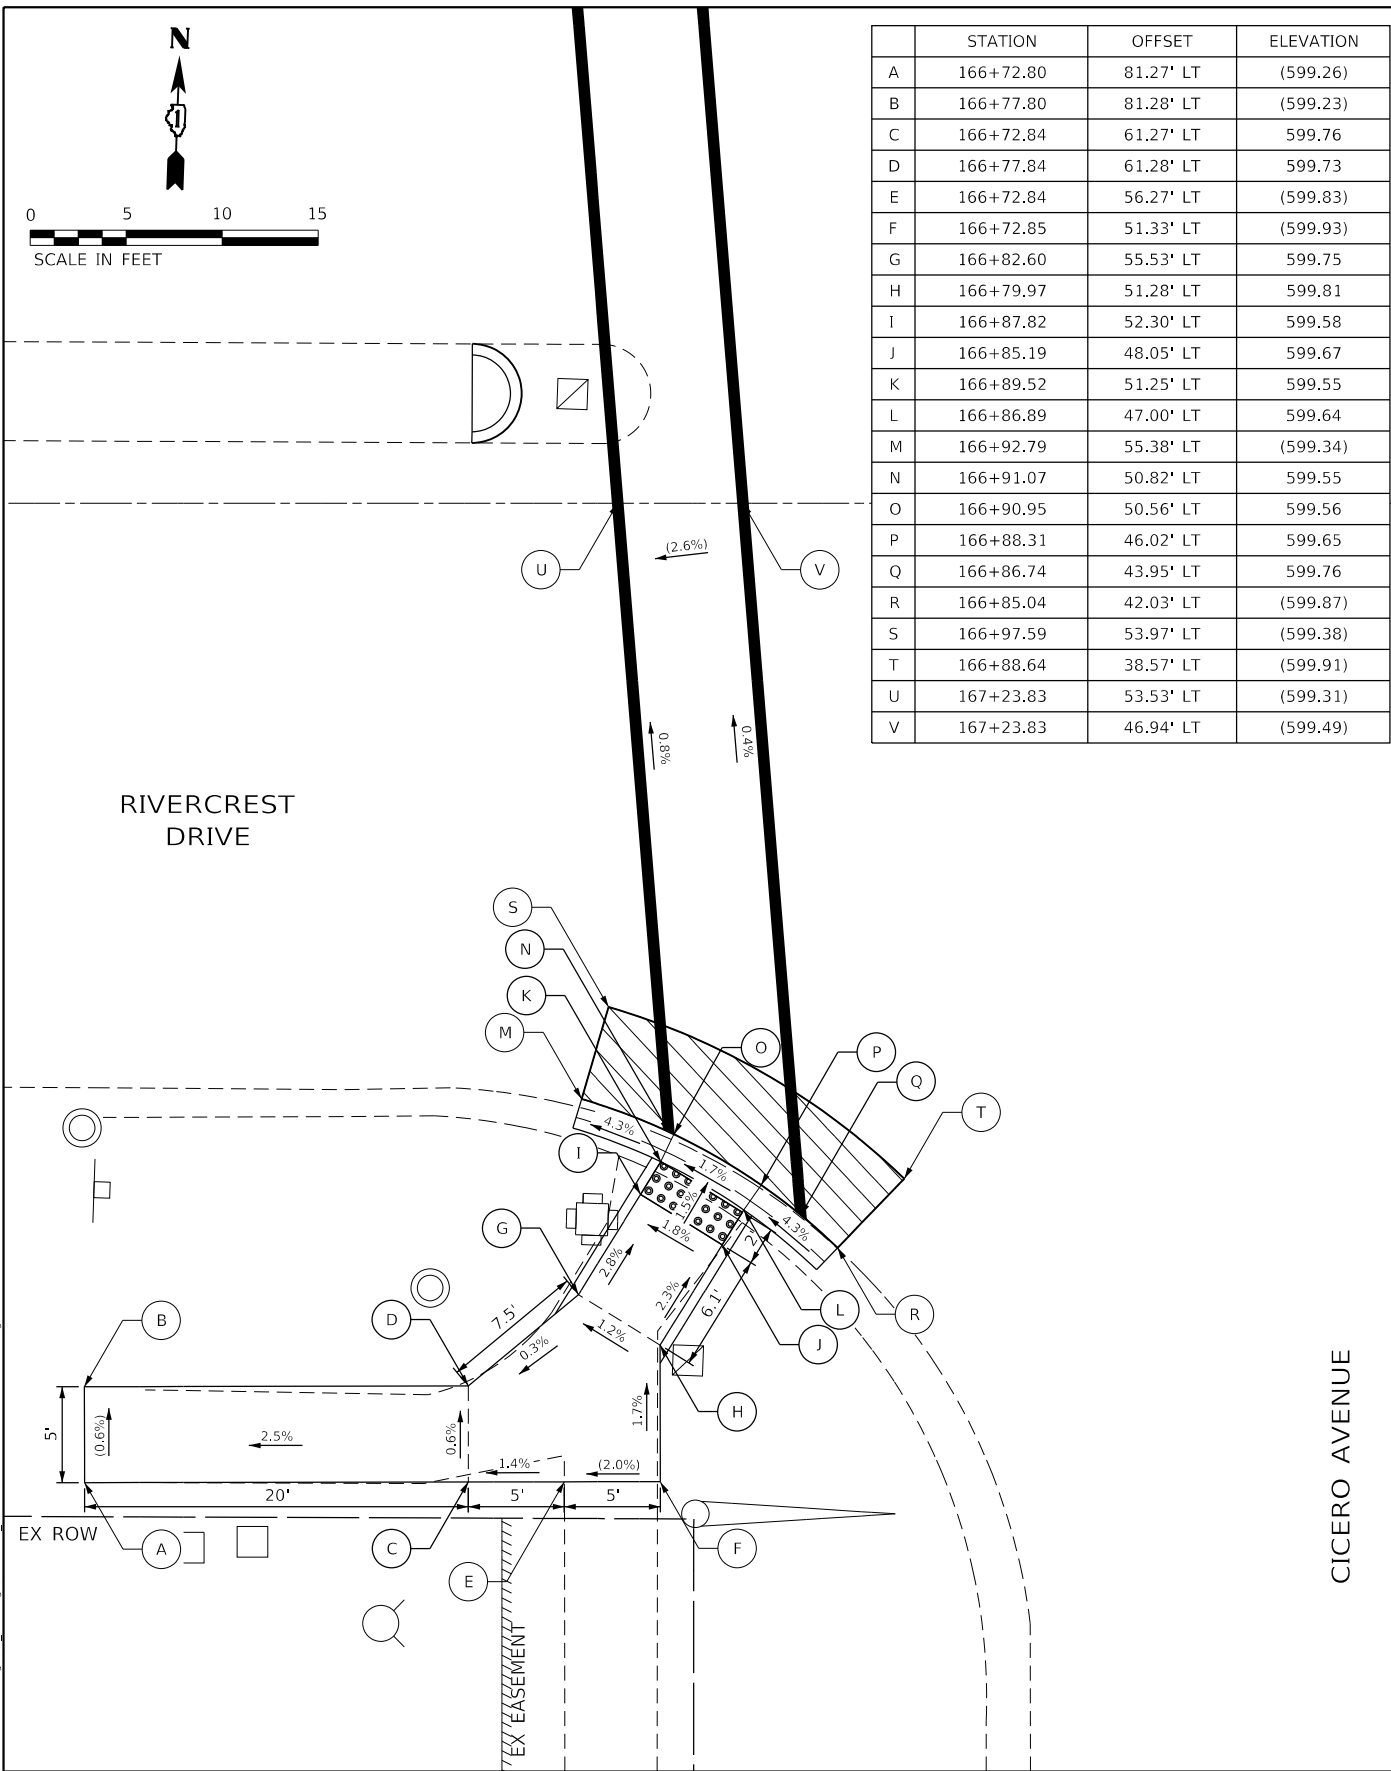 N
1
0 5 10 15
SCALE IN FEET
STATION OFFSET ELEVATION
A 166+72.80 81.27' LT (599.26)
B 166+77.80 81.28' LT (599.23)
C 166+72.84 61.27' LT 599.76
D 166+77.84 61.28' LT 599.73
E 166+72.84 56.27' LT (599.83)
F 166+72.85 51.33' LT (599.93)
G 166+82.60 55.53' LT 599.75
H 166+79.97 51.28' LT 599.81
I 166+87.82 52.30' LT 599.58
J 166+85.19 48.05' LT 599.67
K 166+89.52 51.25' LT 599.55
L 166+86.89 47.00' LT 599.64
M 166+92.79 55.38' LT (599.34)
N 166+91.07 50.82' LT 599.55
O 166+90.95 50.56' LT 599.56
P 166+88.31 46.02' LT 599.65
Q 166+86.74 43.95' LT 599.76
R 166+85.04 42.03' LT (599.87)
S 166+97.59 53.97' LT (599.38)
T 166+88.64 38.57' LT (599.91)
U 167+23.83 53.53' LT (599.31)
V 167+23.83 46.94' LT (599.49)
(2.6%)
U
V
0.8%
0.4%
RIVERCREST
DRIVE
S
N
K
M
O
P
Q
T
4.3%
I
1.7%
1.5%
1.8%
4.3%
G
2'
2.8%
2.3%
6.1'
L
R
B
D
7.5'
1.2%
J
0.3%
H
5'
(0.6%)
2.5%
0.6%
1.7%
1.4%
(2.0%)
20'
5'
5'
EX ROW
A
C
F
E
EX EASEMENT
CICERO AVENUE